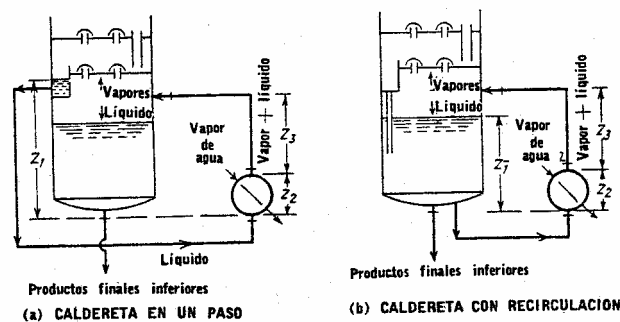 Vapores
Líquido
Vapor
de
agua
Vapor + líquido
Z1
Z3
Z2
Líquido
Productos finales inferiores
(a) CALDERETA EN UN PASO
Vapores
Líquido
Vapor
de
agua
Vapor + líquido
Z1
Z3
Z2
Productos finales inferiores
(b) CALDERETA CON RECIRCULACION